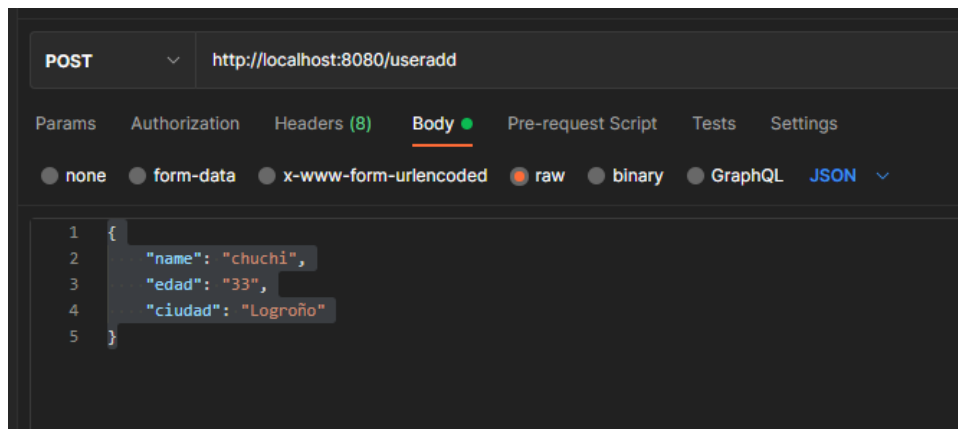 POST http://localhost:8080/useradd
Params Authorization Headers (8) Body Pre-request Script Tests Settings
none form-data x-www-form-urlencoded raw binary GraphQL JSON
1 {
2 "name": "chuchi",
3 "edad": "33",
4 "ciudad": "Logroño"
5 }